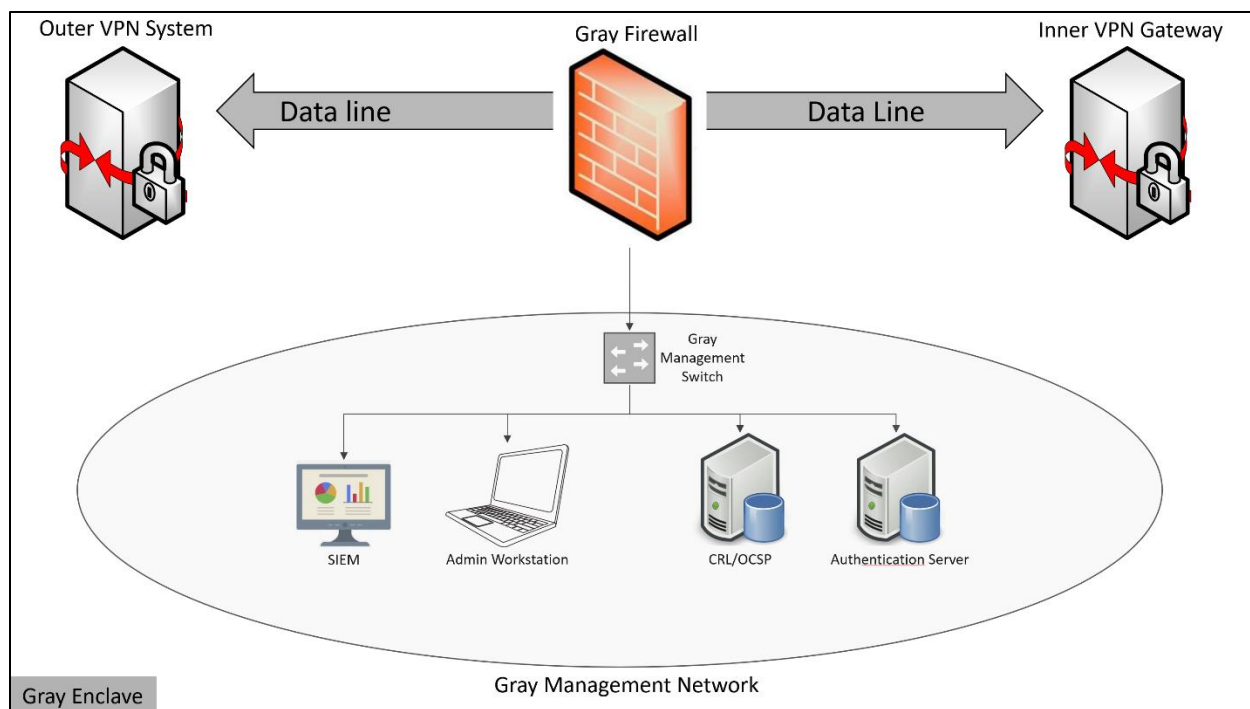 Outer VPN System
Gray Firewall
Inner VPN Gateway
Data line
Data Line
Gray
Management
Switch
SIEM
Admin Workstation
CRL/OCSP
Authentication Server
Gray Management Network
Gray Enclave